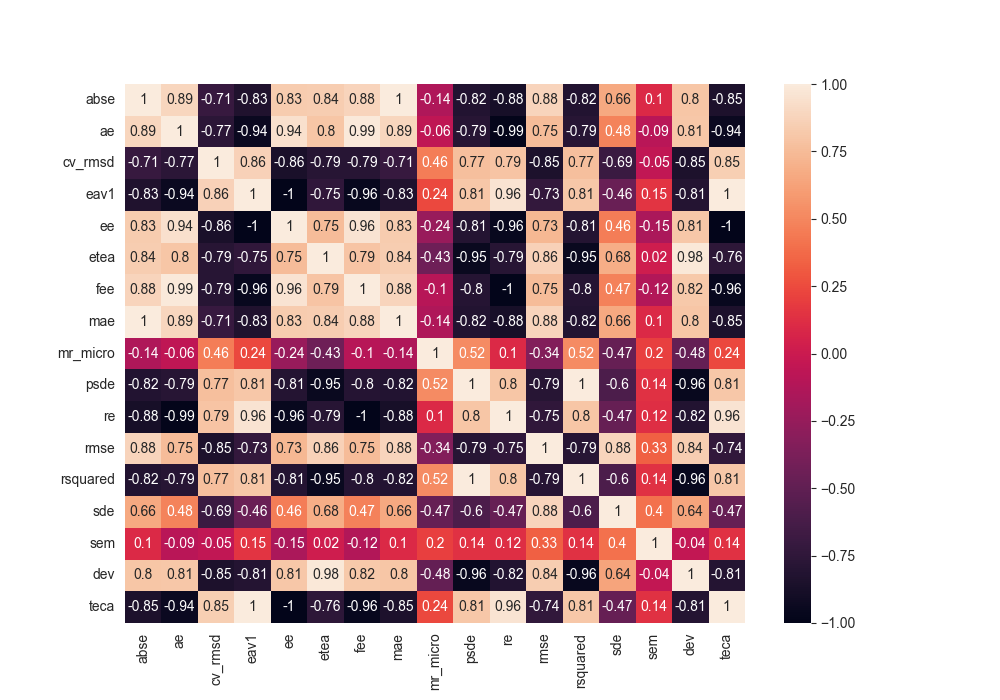 abse 1 0.89 -0.71 -0.83 0.83 0.84 0.88 1 -0.14 -0.82 -0.88 0.88 -0.82 0.66 0.1 0.8 -0.85
ae 0.89 1 -0.77 -0.94 0.94 0.8 0.99 0.89 -0.06 -0.79 -0.99 0.75 -0.79 0.48 -0.09 0.81 -0.94
cv_rmsd -0.71 -0.77 1 0.86 -0.86 -0.79 -0.79 -0.71 0.46 0.77 0.79 -0.85 0.77 -0.69 -0.05 -0.85 0.85
eav1 -0.83 -0.94 0.86 1 -1 -0.75 -0.96 -0.83 0.24 0.81 0.96 -0.73 0.81 -0.46 0.15 -0.81 1
ee 0.83 0.94 -0.86 -1 1 0.75 0.96 0.83 -0.24 -0.81 -0.96 0.73 -0.81 0.46 -0.15 0.81 -1
etea 0.84 0.8 -0.79 -0.75 0.75 1 0.79 0.84 -0.43 -0.95 -0.79 0.86 -0.95 0.68 0.02 0.98 -0.76
fee 0.88 0.99 -0.79 -0.96 0.96 0.79 1 0.88 -0.1 -0.8 -1 0.75 -0.8 0.47 -0.12 0.82 -0.96
mae 1 0.89 -0.71 -0.83 0.83 0.84 0.88 1 -0.14 -0.82 -0.88 0.88 -0.82 0.66 0.1 0.8 -0.85
mr_micro -0.14 -0.06 0.46 0.24 -0.24 -0.43 -0.1 -0.14 1 0.52 0.1 -0.34 0.52 -0.47 0.2 -0.48 0.24
psde -0.82 -0.79 0.77 0.81 -0.81 -0.95 -0.8 -0.82 0.52 1 0.8 -0.79 1 -0.6 0.14 -0.96 0.81
re -0.88 -0.99 0.79 0.96 -0.96 -0.79 -1 -0.88 0.1 0.8 1 -0.75 0.8 -0.47 0.12 -0.82 0.96
rmse 0.88 0.75 -0.85 -0.73 0.73 0.86 0.75 0.88 -0.34 -0.79 -0.75 1 -0.79 0.88 0.33 0.84 -0.74
rsquared -0.82 -0.79 0.77 0.81 -0.81 -0.95 -0.8 -0.82 0.52 1 0.8 -0.79 1 -0.6 0.14 -0.96 0.81
sde 0.66 0.48 -0.69 -0.46 0.46 0.68 0.47 0.66 -0.47 -0.6 -0.47 0.88 -0.6 1 0.4 0.64 -0.47
sem 0.1 -0.09 -0.05 0.15 -0.15 0.02 -0.12 0.1 0.2 0.14 0.12 0.33 0.14 0.4 1 -0.04 0.14
dev 0.8 0.81 -0.85 -0.81 0.81 0.98 0.82 0.8 -0.48 -0.96 -0.82 0.84 -0.96 0.64 -0.04 1 -0.81
teca -0.85 -0.94 0.85 1 -1 -0.76 -0.96 -0.85 0.24 0.81 0.96 -0.74 0.81 -0.47 0.14 -0.81 1
abse ae cv_rmsd eav1 ee etea fee mae mr_micro psde re rmse rsquared sde sem dev teca
1.00
0.75
0.50
0.25
0.00
−0.25
−0.50
−0.75
−1.00